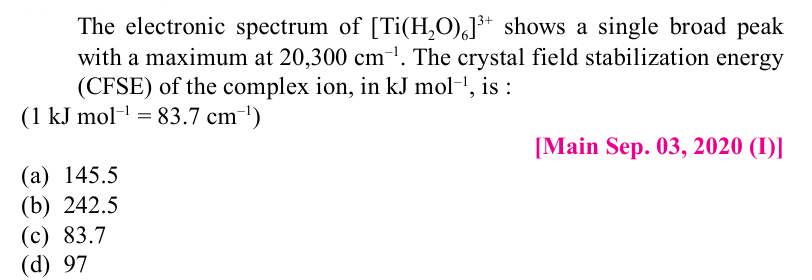 The electronic spectrum of [Ti(H₂O)₆]³⁺ shows a single broad peak
with a maximum at 20,300 cm⁻¹. The crystal field stabilization energy
(CFSE) of the complex ion, in kJ mol⁻¹, is :
(1 kJ mol⁻¹ = 83.7 cm⁻¹)
[Main Sep. 03, 2020 (I)]
(a) 145.5
(b) 242.5
(c) 83.7
(d) 97